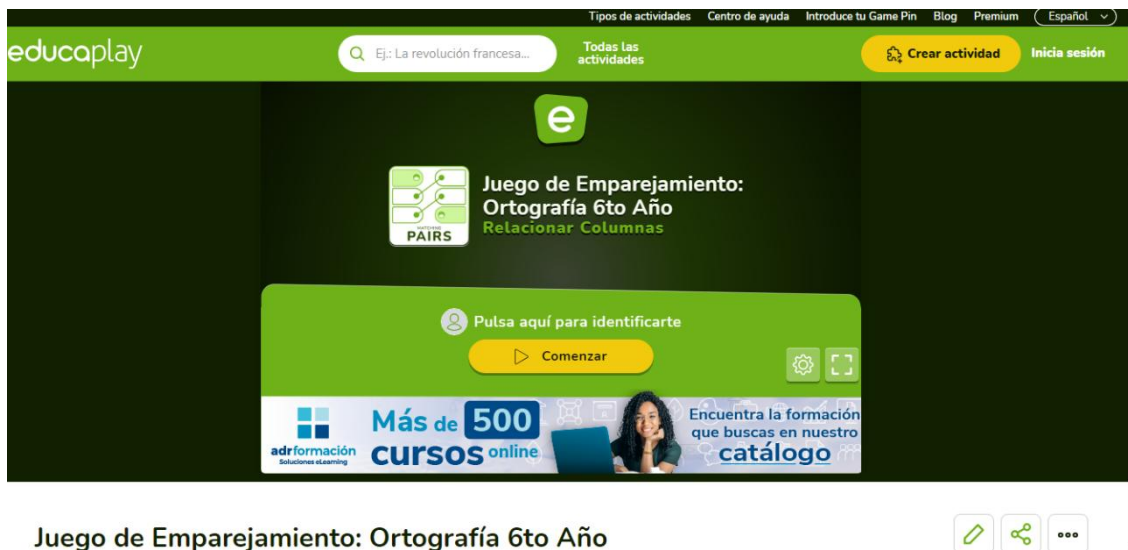 Tipos de actividades Centro de ayuda Introduce tu Game Pin Blog Premium Español
educaplay
Ej.: La revolución francesa...
Todas las
actividades
Crear actividad
Inicia sesión
e
MATCHING
PAIRS
Juego de Emparejamiento:
Ortografía 6to Año
Relacionar Columnas
Pulsa aquí para identificarte
Comenzar
adrformación
Soluciones eLearning
Más de 500
cursos online
Encuentra la formación
que buscas en nuestro
catálogo
Juego de Emparejamiento: Ortografía 6to Año